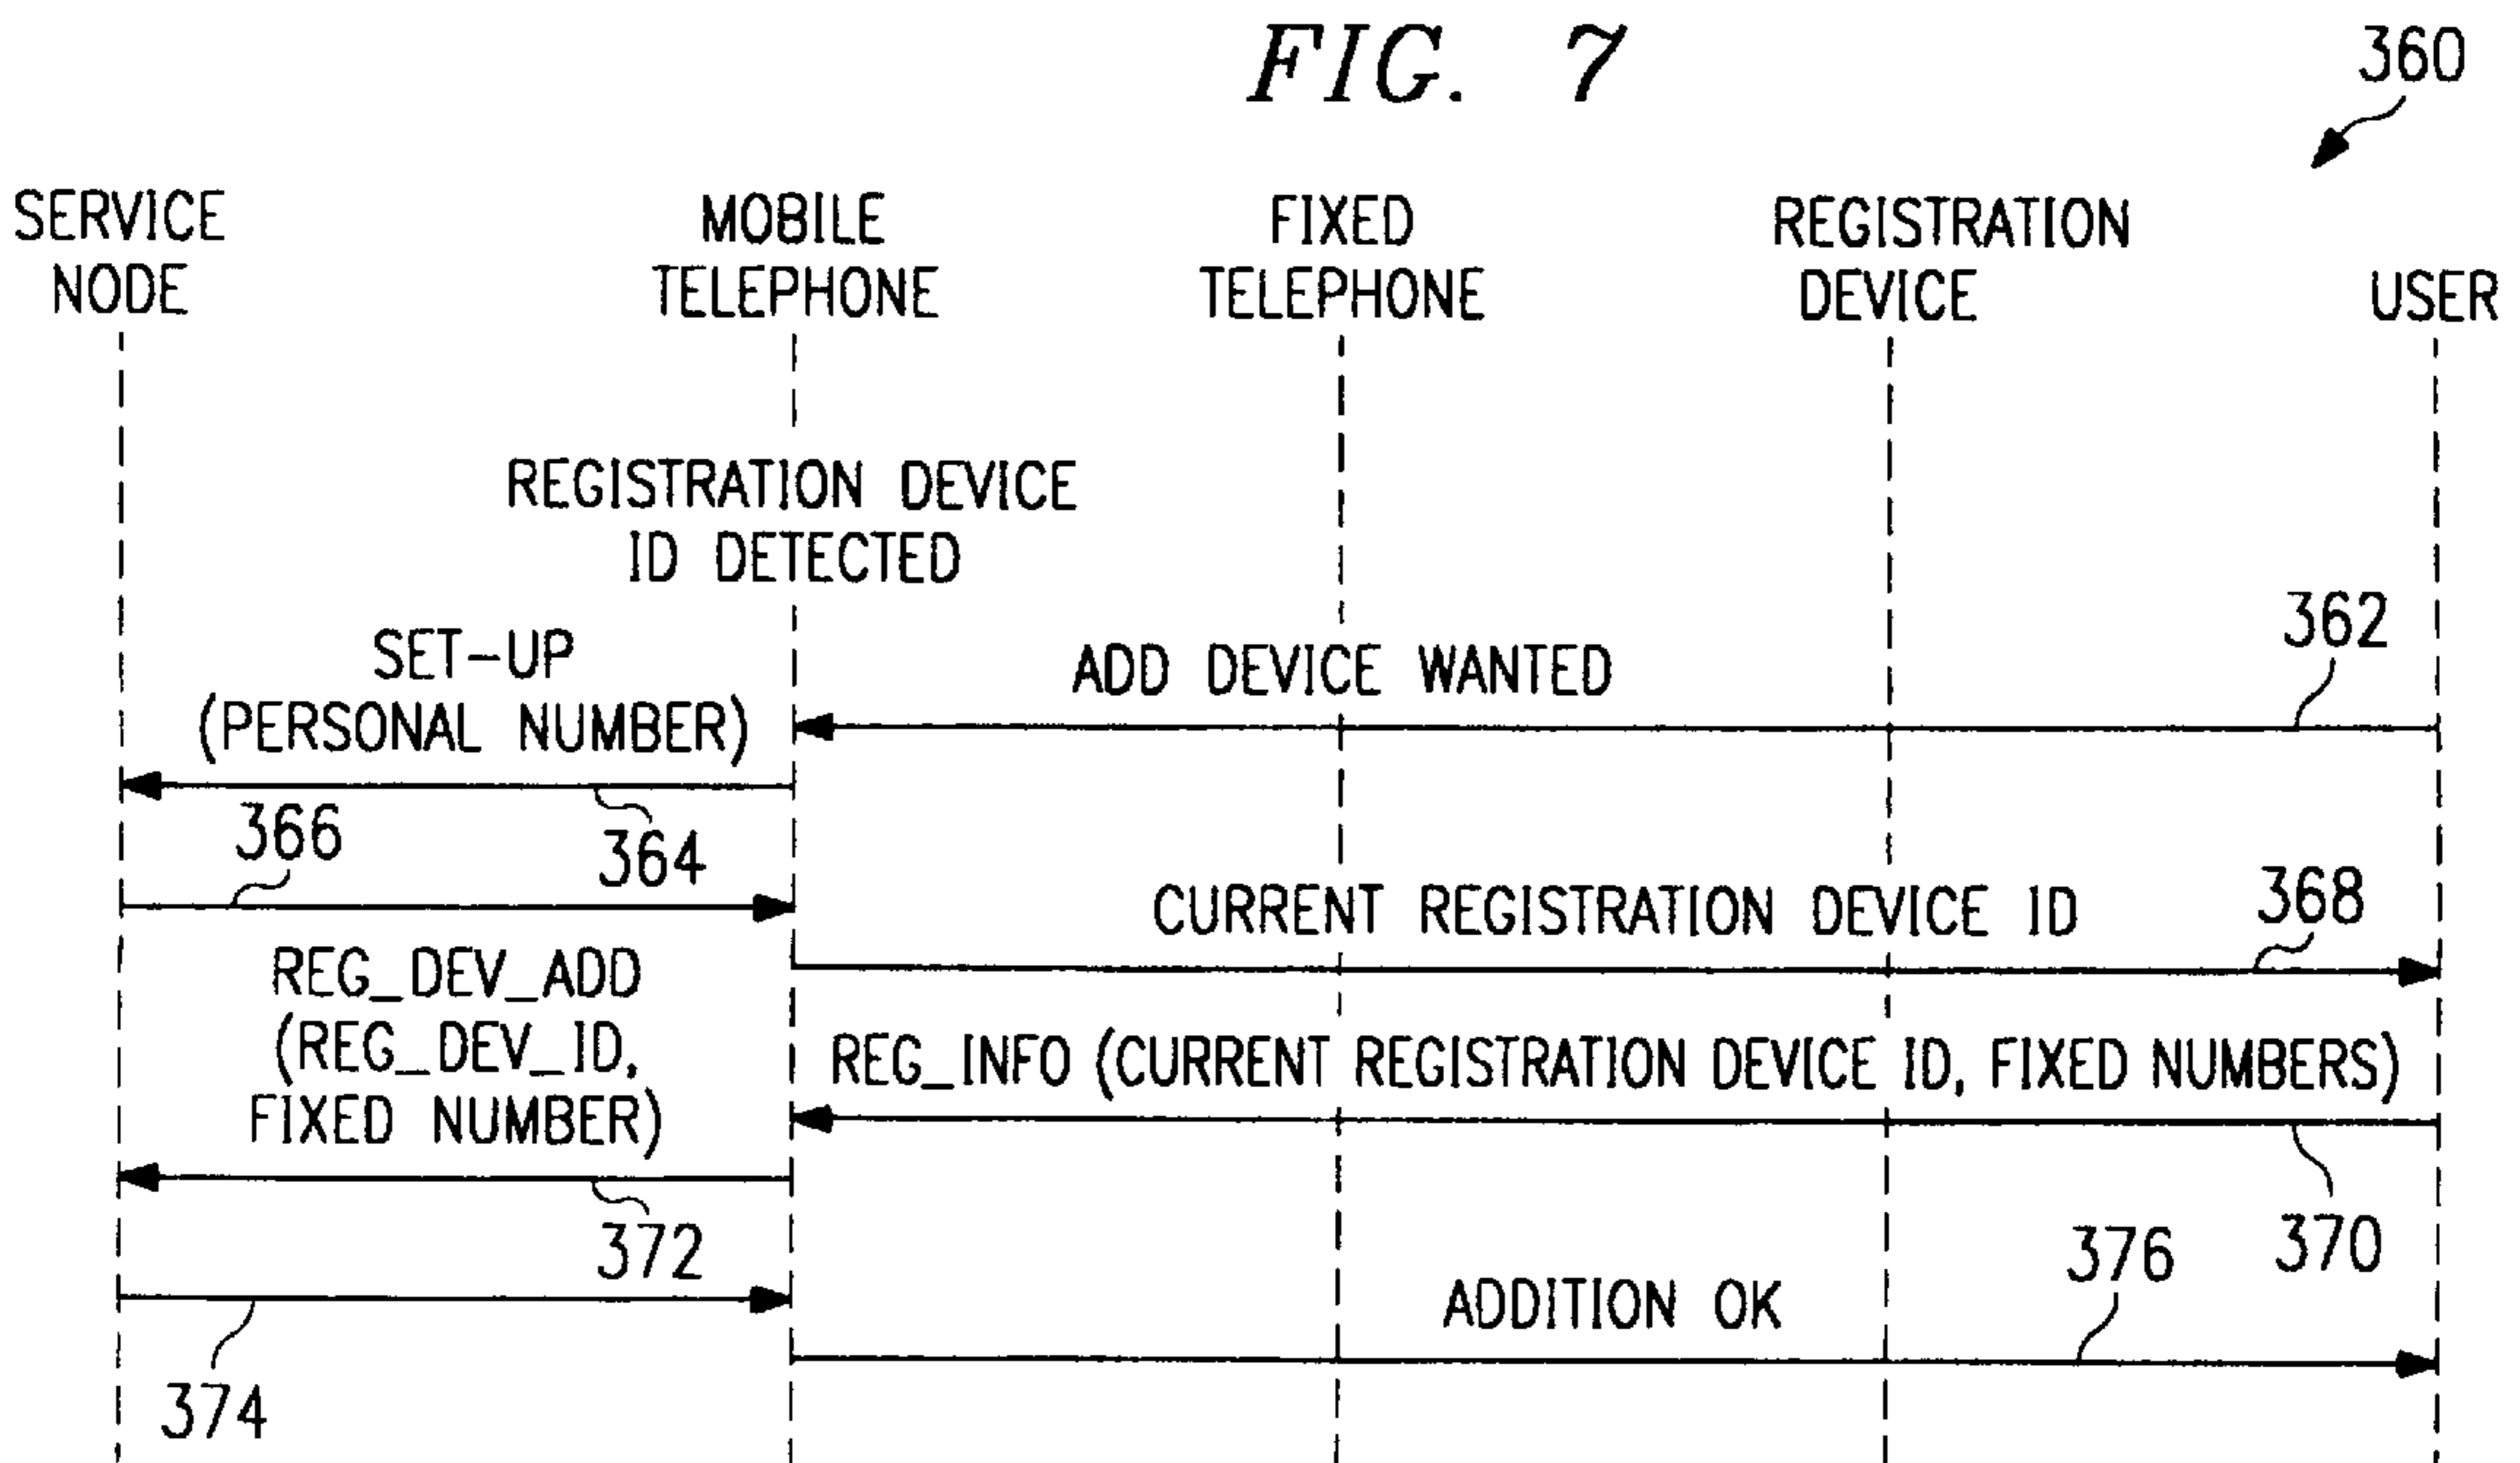 FIG. 7
360
SERVICE
NODE
MOBILE
TELEPHONE
FIXED
TELEPHONE
REGISTRATION
DEVICE
USER
REGISTRATION DEVICE
ID DETECTED
362
SET-UP
(PERSONAL NUMBER)
ADD DEVICE WANTED
366
364
CURRENT REGISTRATION DEVICE ID
368
REG_DEV_ADD
(REG_DEV_ID,
FIXED NUMBER)
REG_INFO (CURRENT REGISTRATION DEVICE ID, FIXED NUMBERS)
372
370
376
ADDITION OK
374